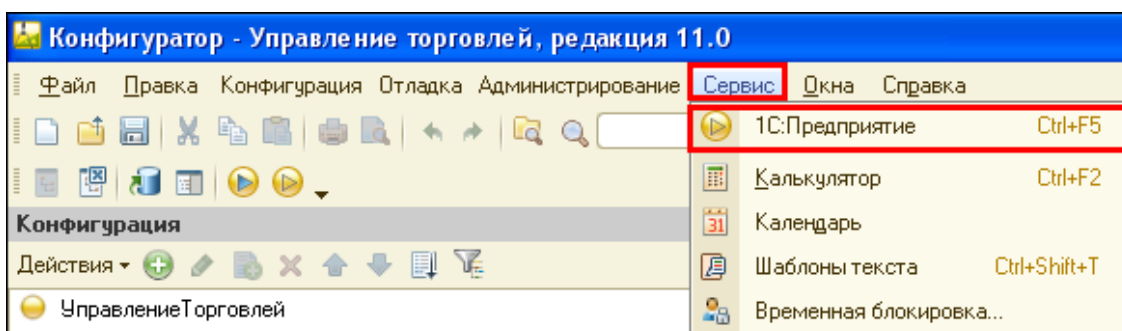 Конфигуратор - Управление торговлей, редакция 11.0
Файл Правка Конфигурация Отладка Администрирование Сервис Окна Справка
1С:Предприятие Ctrl+F5
Калькулятор Ctrl+F2
Конфигурация
31 Календарь
Действия Шаблоны текста Ctrl+Shift+T
УправлениеТорговлей Временная блокировка...